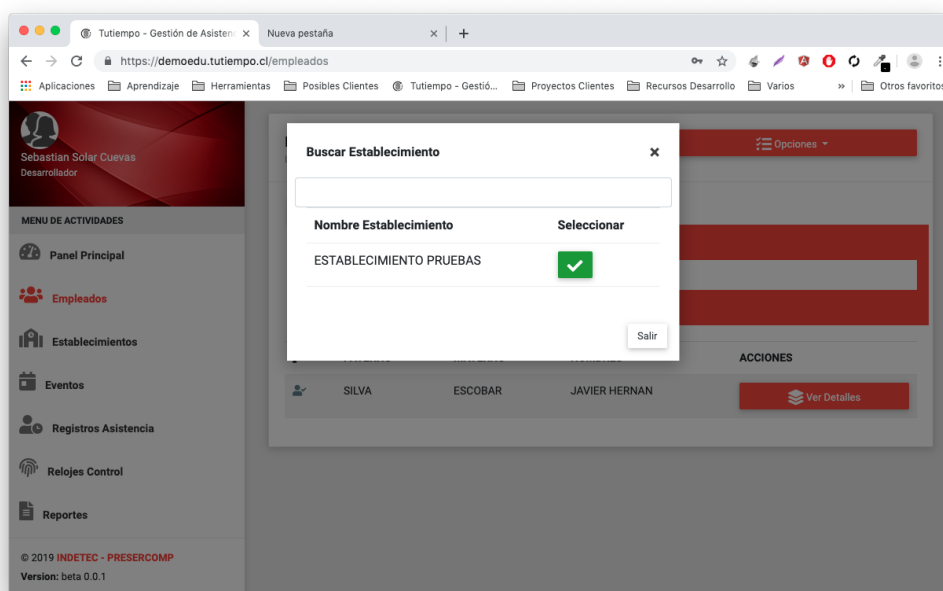 Tutiempo - Gestión de Asisten
Nueva pestaña
https://demoedu.tutiempo.cl/empleados
Aplicaciones
Aprendizaje
Herramientas
Posibles Clientes
Tutiempo - Gestió...
Proyectos Clientes
Recursos Desarrollo
Varios
»
Otros favoritos
Sebastian Solar Cuevas
Desarrollador
MENU DE ACTIVIDADES
Panel Principal
Empleados
Establecimientos
Eventos
Registros Asistencia
Relojes Control
Reportes
© 2019 INDETEC - PRESERCOMP
Version: beta 0.0.1
Opciones
Buscar Establecimiento
Nombre Establecimiento Seleccionar
ESTABLECIMIENTO PRUEBAS
Salir
ACCIONES
SILVA ESCOBAR JAVIER HERNAN
Ver Detalles